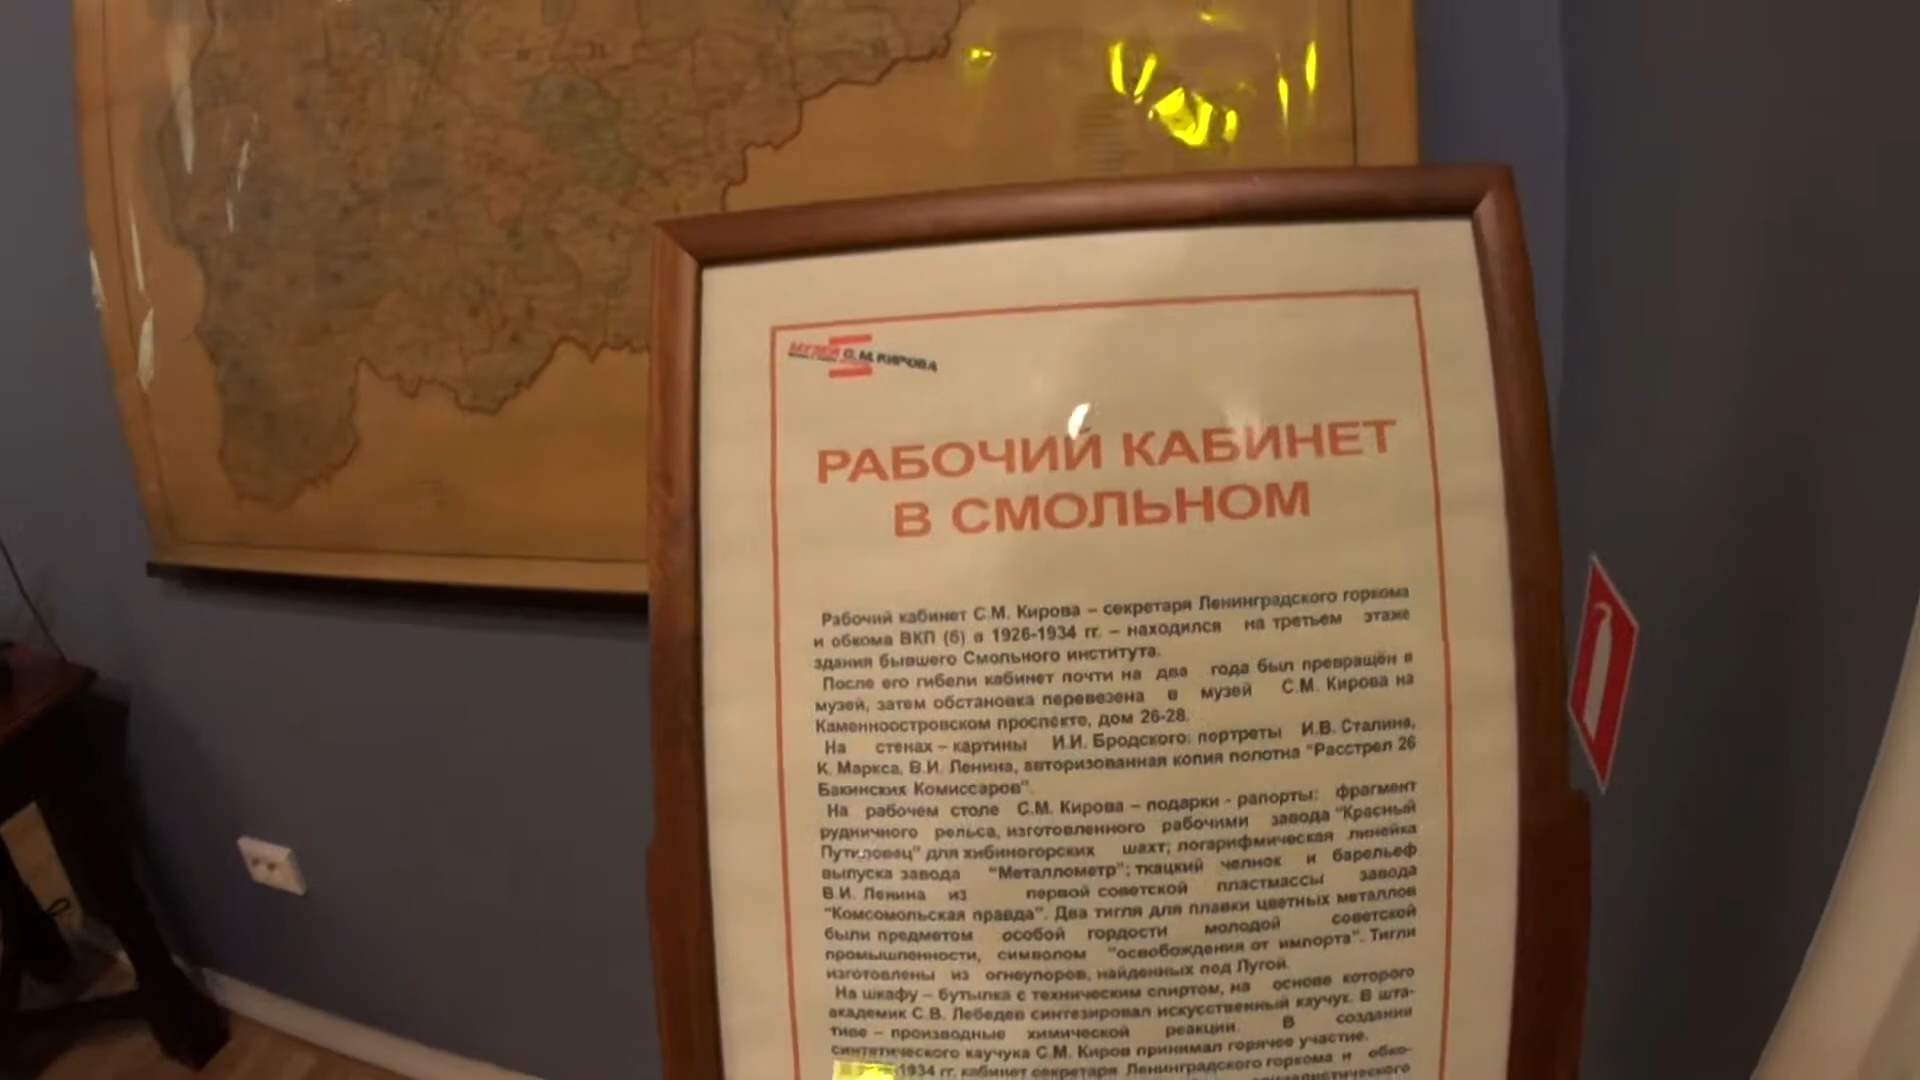 МУЗЕЙ С.М. КИРОВА
РАБОЧИЙ КАБИНЕТ
В СМОЛЬНОМ
Рабочий кабинет С.М. Кирова – секретаря Ленинградского горкома
и обкома ВКП (б) в 1926-1934 гг. – находился на третьем этаже
здания бывшего Смольного института.
После его гибели кабинет почти на два года был превращён в
музей, затем обстановка перевезена в музей С.М. Кирова на
Каменноостровском проспекте, дом 26-28.
На стенах – картины И.И. Бродского: портреты И.В. Сталина,
К. Маркса, В.И. Ленина, авторизованная копия полотна "Расстрел 26
Бакинских Комиссаров".
На рабочем столе С.М. Кирова – подарки - рапорты: фрагмент
рудничного рельса, изготовленного рабочими завода "Красный
Путиловец" для хибиногорских шахт; логарифмическая линейка
выпуска завода "Металлометр"; ткацкий челнок и барельеф
В.И. Ленина из первой советской пластмассы завода
"Комсомольская правда". Два тигля для плавки цветных металлов
были предметом особой гордости молодой советской
промышленности, символом "освобождения от импорта". Тигли
изготовлены из огнеупоров, найденных под Лугой.
На шкафу – бутылка с техническим спиртом, на основе которого
академик С.В. Лебедев синтезировал искусственный каучук. В шта-
тиве – производные химической реакции. В создании
синтетического каучука С.М. Киров принимал горячее участие.
1934 гг. кабинет секретаря Ленинградского горкома и обко-